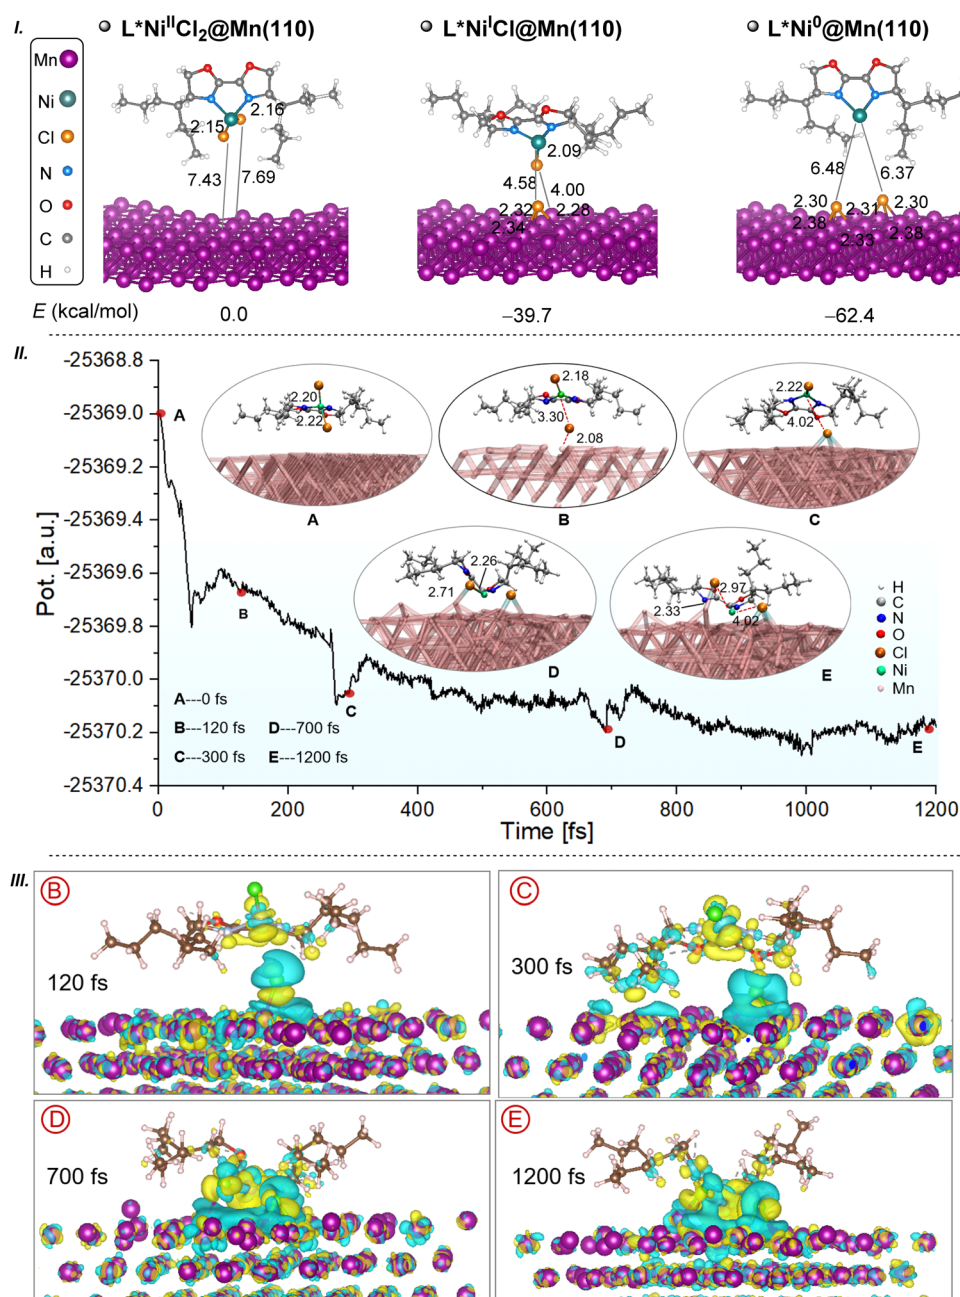 I.
L*NiᴵᴵCl₂@Mn(110)
L*NiᴵCl@Mn(110)
L*Ni⁰@Mn(110)
Mn
Ni
Cl
N
O
C
H
2.16
2.15
7.43
7.69
2.09
4.58
4.00
2.32
2.28
2.34
6.48
6.37
2.30
2.31
2.30
2.38
2.33
2.38
E (kcal/mol)
0.0
−39.7
−62.4
II.
Pot. [a.u.]
-25368.8
-25369.0
-25369.2
-25369.4
-25369.6
-25369.8
-25370.0
-25370.2
-25370.4
A
B
C
D
E
2.20
2.22
A
2.18
3.30
2.08
B
2.22
4.02
C
2.26
2.71
D
2.97
2.33
4.02
E
H
C
N
O
Cl
Ni
Mn
A---0 fs
B---120 fs
D---700 fs
C---300 fs
E---1200 fs
0
200
400
600
800
1000
1200
Time [fs]
III.
B
120 fs
C
300 fs
D
700 fs
E
1200 fs